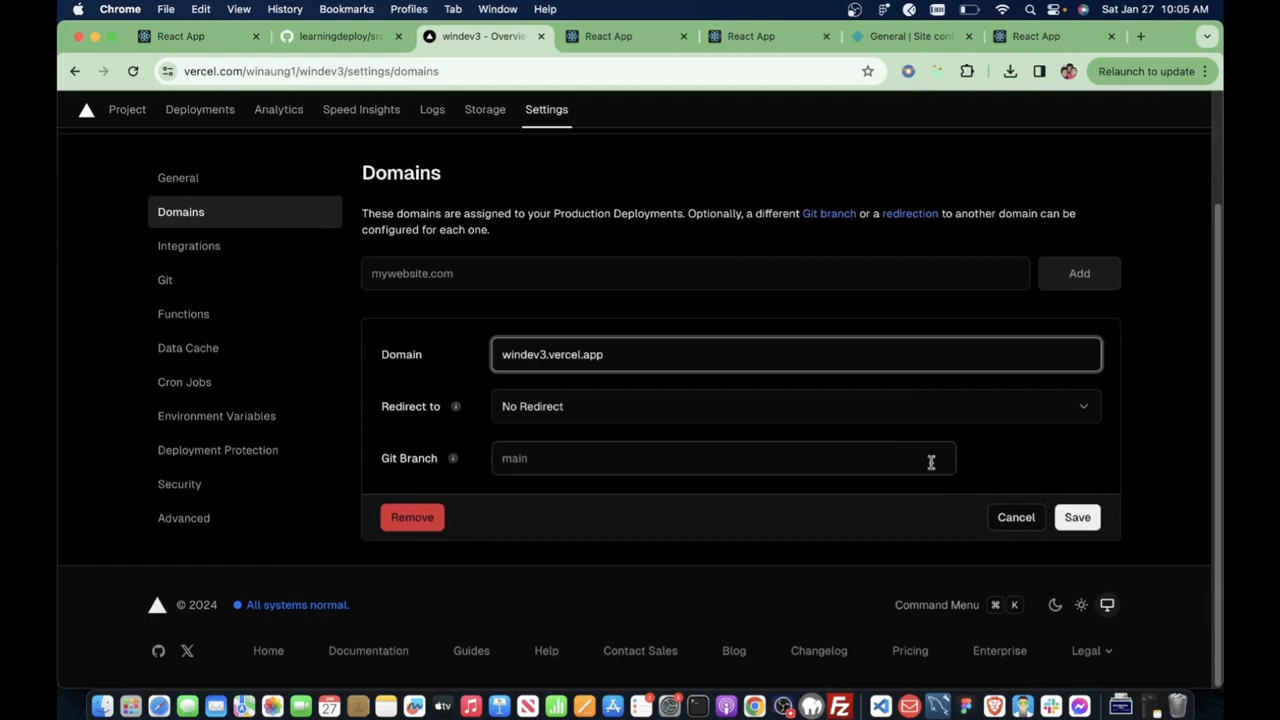 Chrome File Edit View History Bookmarks Profiles Tab Window Help Sat Jan 27 10:05 AM
React App learningdeploy/src windev3 - Overvie React App React App General | Site con React App
vercel.com/winaung1/windev3/settings/domains Relaunch to update
Project Deployments Analytics Speed Insights Logs Storage Settings
General
Domains
Integrations
Git
Functions
Data Cache
Cron Jobs
Environment Variables
Deployment Protection
Security
Advanced
Domains
These domains are assigned to your Production Deployments. Optionally, a different Git branch or a redirection to another domain can be
configured for each one.
mywebsite.com Add
Domain windev3.vercel.app
Redirect to No Redirect
Git Branch main
Remove Cancel Save
© 2024 All systems normal. Command Menu ⌘ K
Home Documentation Guides Help Contact Sales Blog Changelog Pricing Enterprise Legal